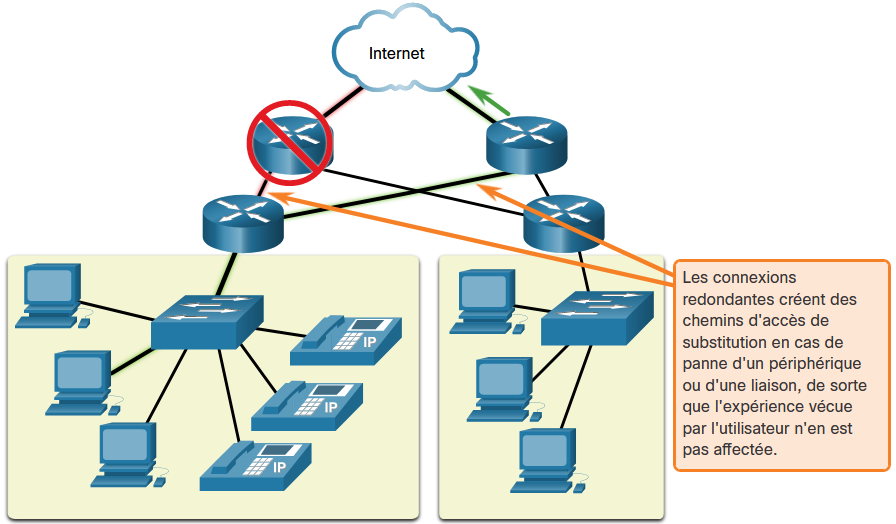 Internet
Les connexions
redondantes créent des
chemins d'accès de
substitution en cas de
panne d'un périphérique
ou d'une liaison, de sorte
que l'expérience vécue
par l'utilisateur n'en est
pas affectée.
IP
IP
IP